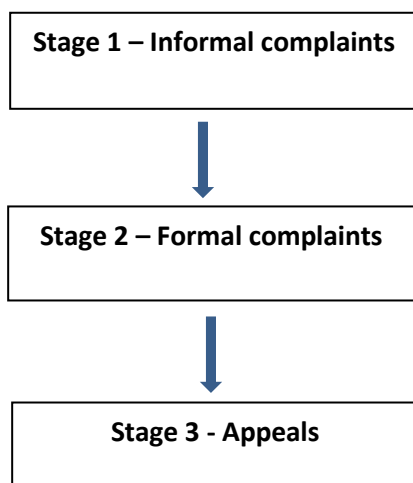 Stage 1 – Informal complaints
Stage 2 – Formal complaints
Stage 3 - Appeals